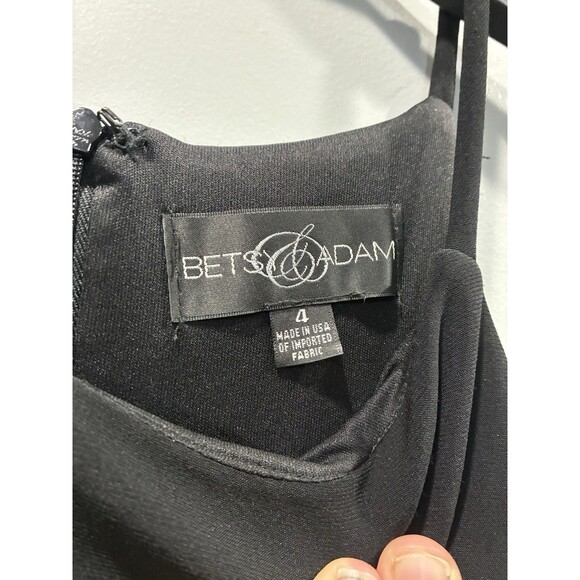 BETSY & ADAM
4
MADE IN USA
OF IMPORTED
FABRIC